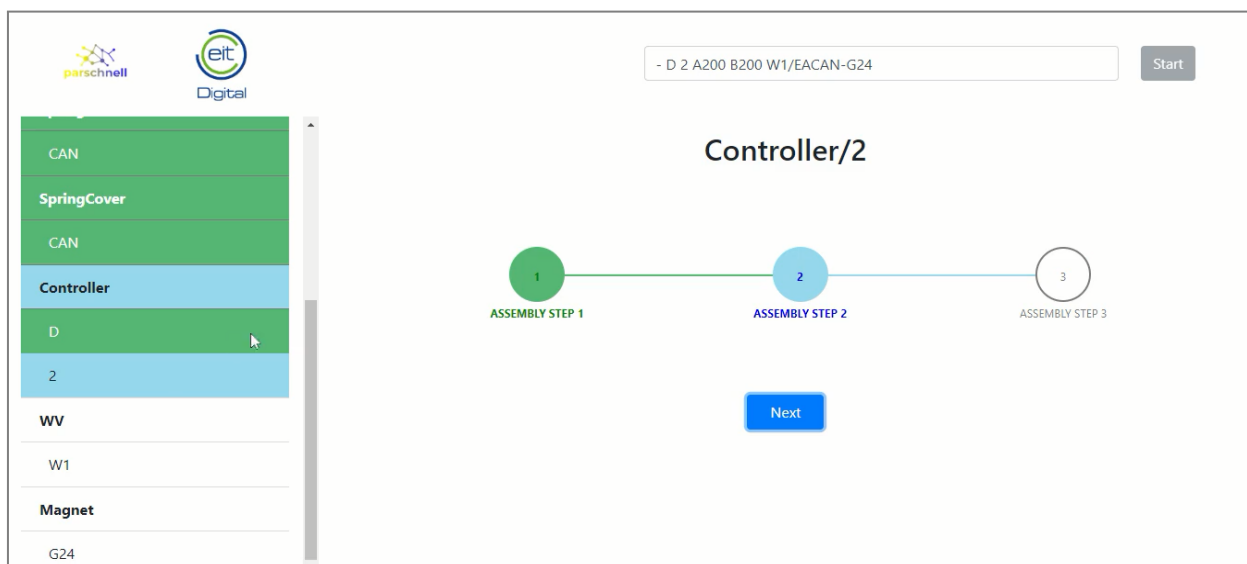 parschnell
eit
Digital
- D 2 A200 B200 W1/EACAN-G24
Start
CAN
SpringCover
CAN
Controller
D
2
WV
W1
Magnet
G24
Controller/2
1
2
3
ASSEMBLY STEP 1
ASSEMBLY STEP 2
ASSEMBLY STEP 3
Next